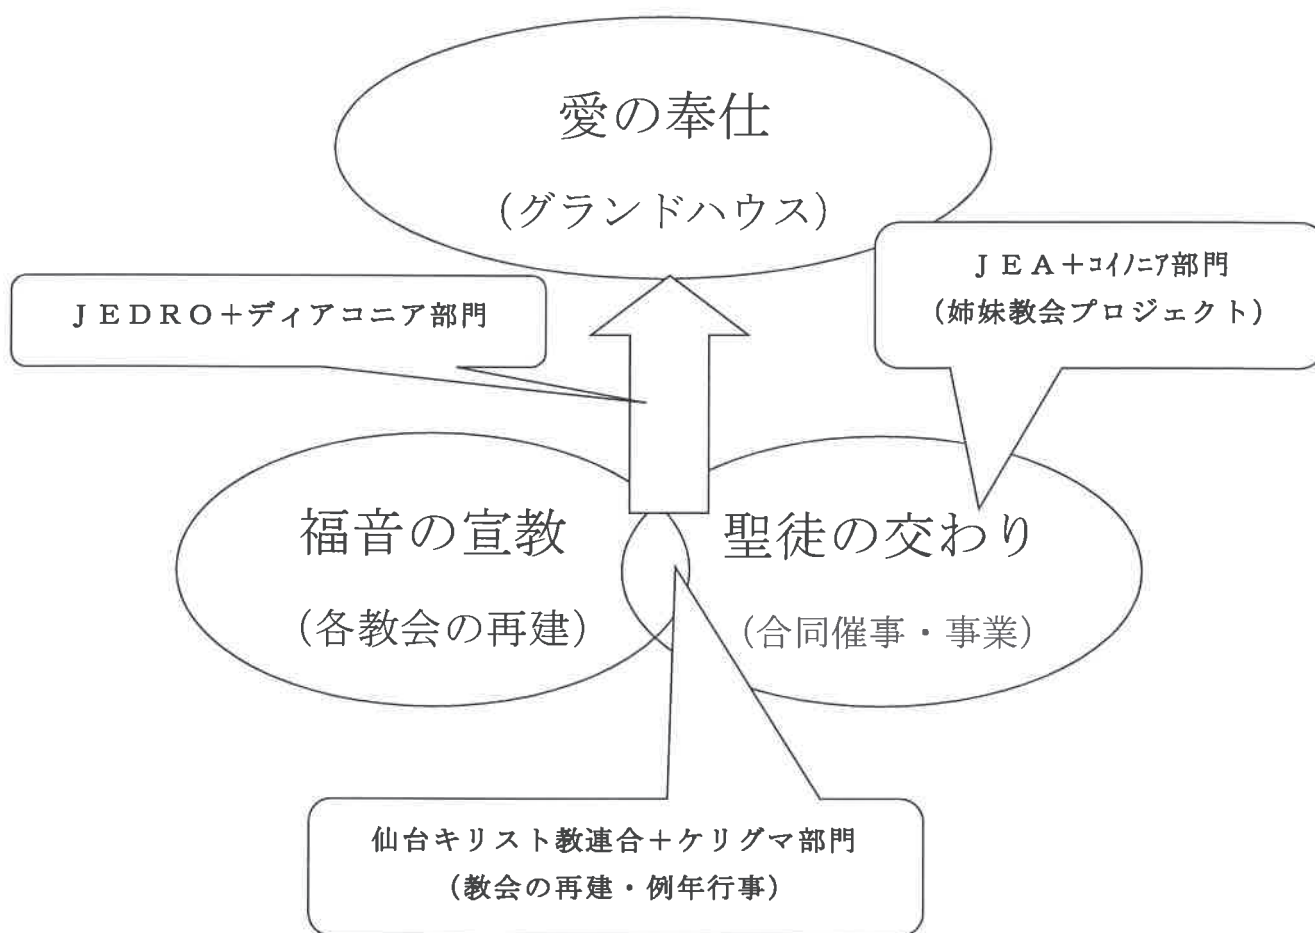 愛の奉仕
(グランドハウス)
JEA+コイノニア部門
(姉妹教会プロジェクト)
JEDRO+ディアコニア部門
福音の宣教
(各教会の再建)
聖徒の交わり
(合同催事・事業)
仙台キリスト教連合+ケリグマ部門
(教会の再建・例年行事)